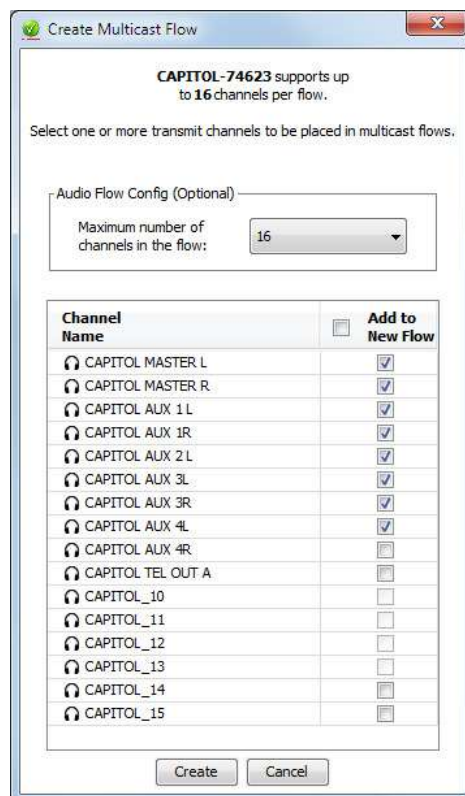 Create Multicast Flow
CAPITOL-74623 supports up
to 16 channels per flow.
Select one or more transmit channels to be placed in multicast flows.
Audio Flow Config (Optional)
Maximum number of
channels in the flow:
16
Channel
Name
Add to
New Flow
CAPITOL MASTER L
CAPITOL MASTER R
CAPITOL AUX 1 L
CAPITOL AUX 1R
CAPITOL AUX 2 L
CAPITOL AUX 3L
CAPITOL AUX 3R
CAPITOL AUX 4L
CAPITOL AUX 4R
CAPITOL TEL OUT A
CAPITOL_10
CAPITOL_11
CAPITOL_12
CAPITOL_13
CAPITOL_14
CAPITOL_15
Create
Cancel